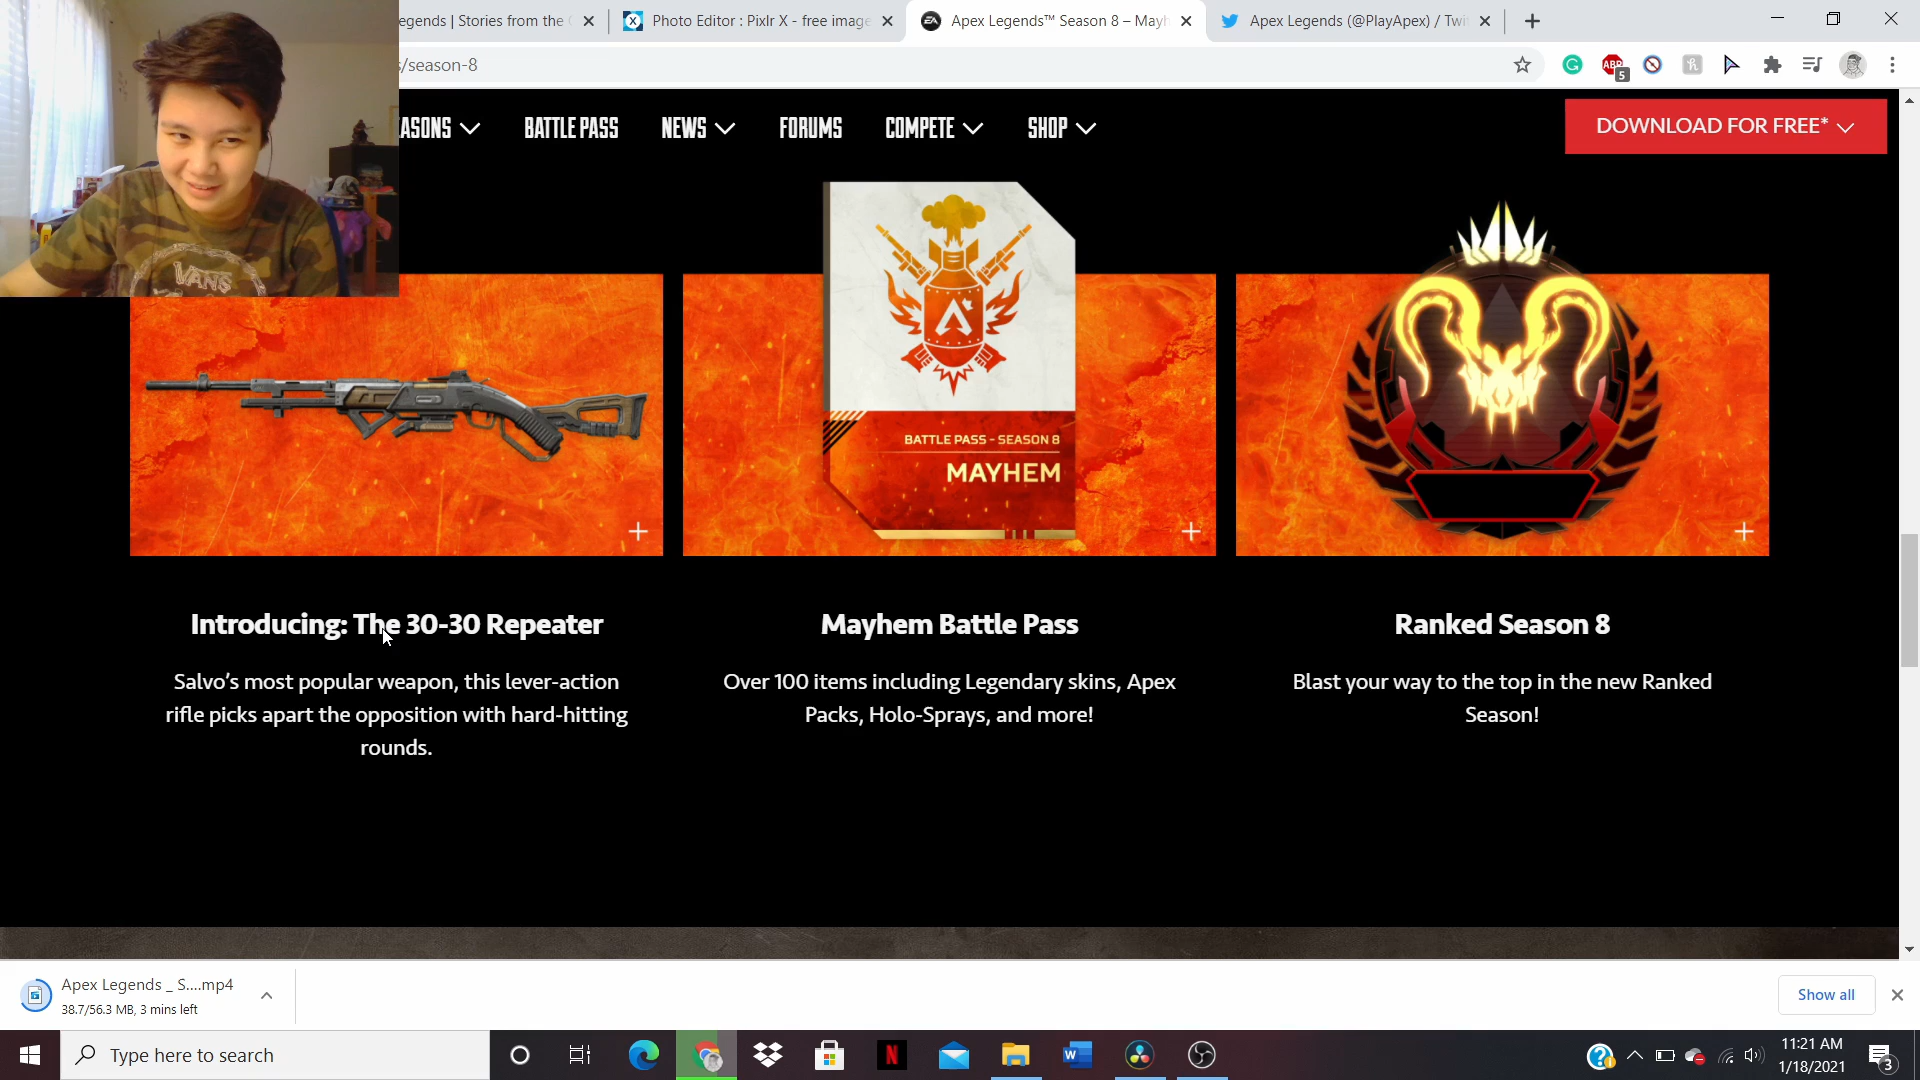 egends | Stories from the
Photo Editor : Pixlr X - free image
Apex Legends™ Season 8 – Mayh
Apex Legends (@PlayApex) / Twi
s/season-8
ABP
5
EASONS
BATTLE PASS
NEWS
FORUMS
COMPETE
SHOP
DOWNLOAD FOR FREE*
VANS
BATTLE PASS - SEASON 8
MAYHEM
Introducing: The 30-30 Repeater
Salvo's most popular weapon, this lever-action
rifle picks apart the opposition with hard-hitting
rounds.
Mayhem Battle Pass
Over 100 items including Legendary skins, Apex
Packs, Holo-Sprays, and more!
Ranked Season 8
Blast your way to the top in the new Ranked
Season!
Apex Legends _ S....mp4
38.7/56.3 MB, 3 mins left
Show all
Type here to search
11:21 AM
1/18/2021
3